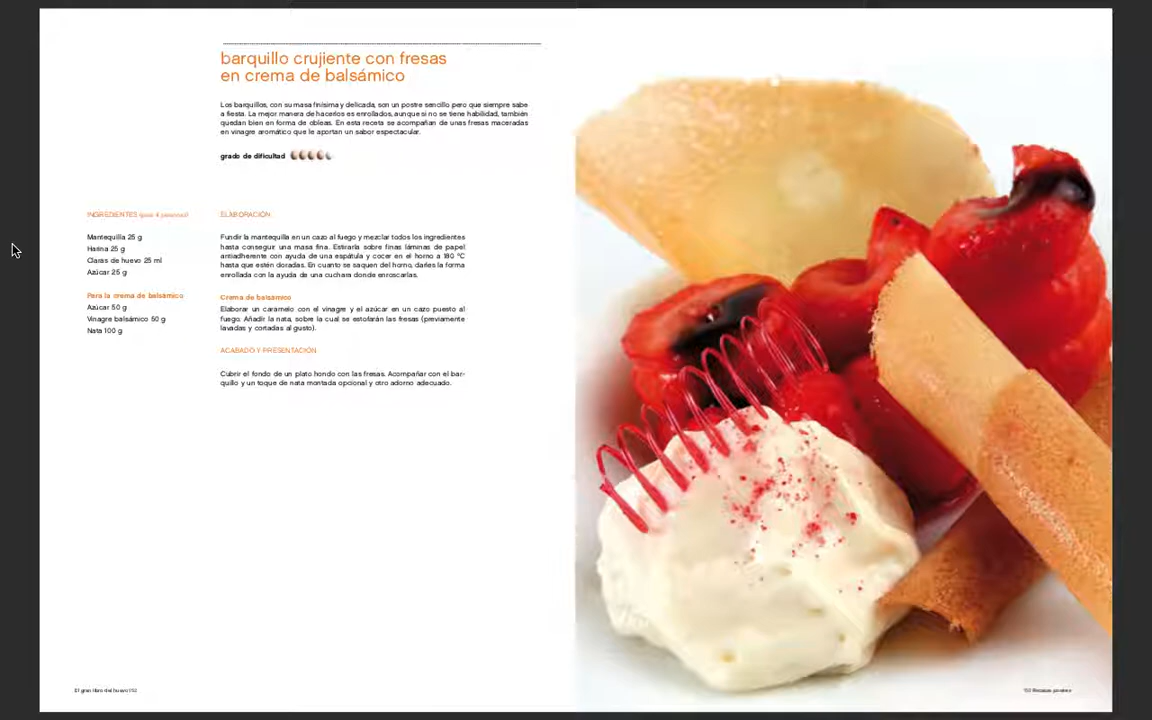 barquillo crujiente con fresas
en crema de balsámico
Los barquillos, con su masa finísima y delicada, son un postre sencillo pero que siempre sabe
a fiesta. La mejor manera de hacerlos es enrollados, aunque si no se tiene habilidad, también
quedan bien en forma de obleas. En esta receta se acompañan de unas fresas maceradas
en vinagre aromático que le aportan un sabor espectacular.
grado de dificultad
INGREDIENTES (para 4 personas)
Mantequilla 25 g
Harina 25 g
Claras de huevo 25 ml
Azúcar 25 g
Para la crema de balsámico
Azúcar 50 g
Vinagre balsámico 50 g
Nata 100 g
ELABORACIÓN
Fundir la mantequilla en un cazo al fuego y mezclar todos los ingredientes
hasta conseguir una masa fina. Estirarla sobre finas láminas de papel
antiadherente con ayuda de una espátula y cocer en el horno a 180 ºC
hasta que estén doradas. En cuanto se saquen del horno, darles la forma
enrollada con la ayuda de una cuchara donde enroscarlas.
Crema de balsámico
Elaborar un caramelo con el vinagre y el azúcar en un cazo puesto al
fuego. Añadir la nata, sobre la cual se estofarán las fresas (previamente
lavadas y cortadas al gusto).
ACABADO Y PRESENTACIÓN
Cubrir el fondo de un plato hondo con las fresas. Acompañar con el bar-
quillo y un toque de nata montada opcional y otro adorno adecuado.
El gran libro del huevo 152
153 Recetas postres